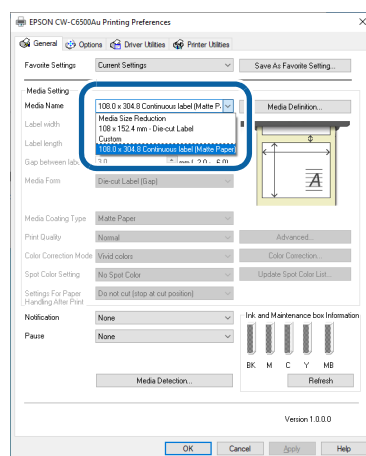 EPSON CW-C6500Au Printing Preferences
General Options Driver Utilities Printer Utilities
Favorite Settings Current Settings Save As Favorite Setting...
Media Setting
Media Name 108.0 x 304.8 Continuous label (Matte P Media Definition...
Media Size Reduction
Label width 108 x 152.4 mm - Die-cut Label
Custom
Label length 108.0 x 304.8 Continuous label (Matte Paper)
Gap between label
Media Form Die-cut Label (Gap)
A
Media Coating Type Matte Paper
Print Quality Normal Advanced...
Color Correction Mode Vivid colors Color Correction...
Spot Color Setting No Spot Color Update Spot Color List...
Settings For Paper Do not cut (stop at cut position)
Handling After Print
Notification None Ink and Maintenance box Information
Pause None
BK M C Y MB
Media Detection... Refresh
Version 1.0.0.0
OK Cancel Apply Help